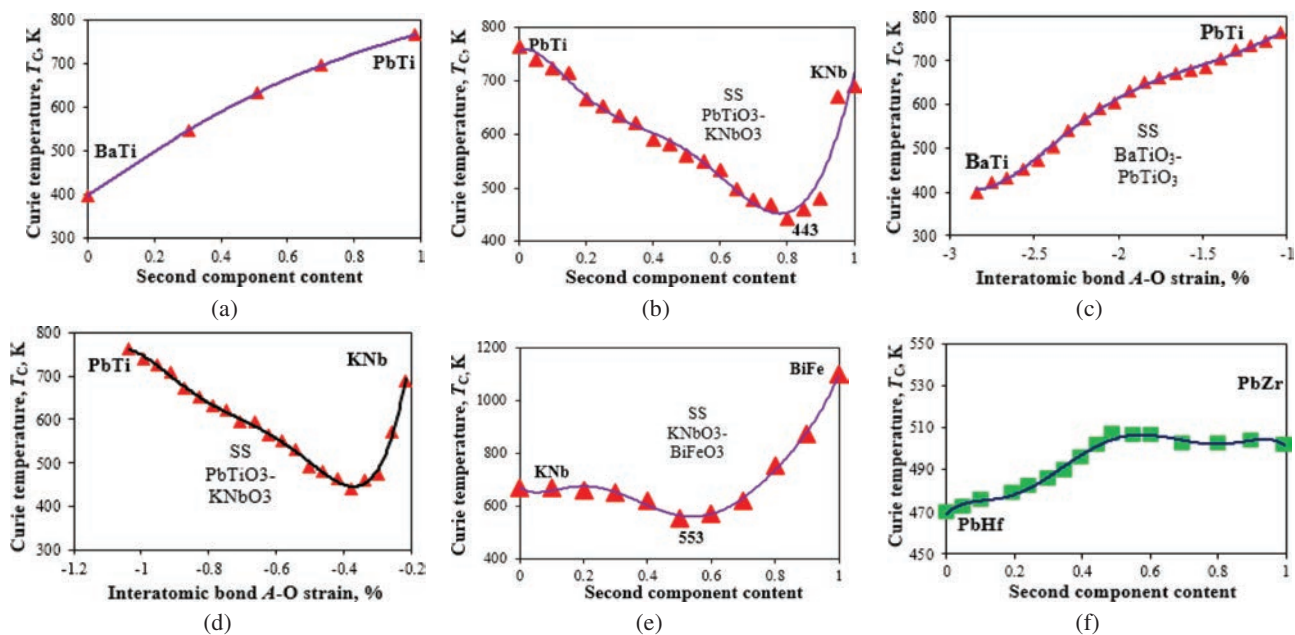 Curie temperature, T_C, K
800
700
600
500
400
300
BaTi
PbTi
0
0.2
0.4
0.6
0.8
1
Second component content
(a)
Curie temperature, T_C, K
800
700
600
500
400
PbTi
SS
PbTiO3-
KNbO3
KNb
443
0
0.2
0.4
0.6
0.8
1
Second component content
(b)
Curie temperature, T_C, K
800
700
600
500
400
300
BaTi
SS
BaTiO₃-
PbTiO₃
PbTi
-3
-2.5
-2
-1.5
-1
Interatomic bond A-O strain, %
(c)
Curie temperature, T_C, K
800
700
600
500
400
300
PbTi
SS
PbTiO3-
KNbO3
KNb
-1.2
-1
-0.8
-0.6
-0.4
-0.2
Interatomic bond A-O strain, %
(d)
Curie temperature, T_C, K
1200
1000
800
600
400
KNb
SS
KNbO3-
BiFeO3
BiFe
553
0
0.2
0.4
0.6
0.8
1
Second component content
(e)
Curie temperature, T_C, K
550
530
510
490
470
450
PbHf
PbZr
0
0.2
0.4
0.6
0.8
1
Second component content
(f)